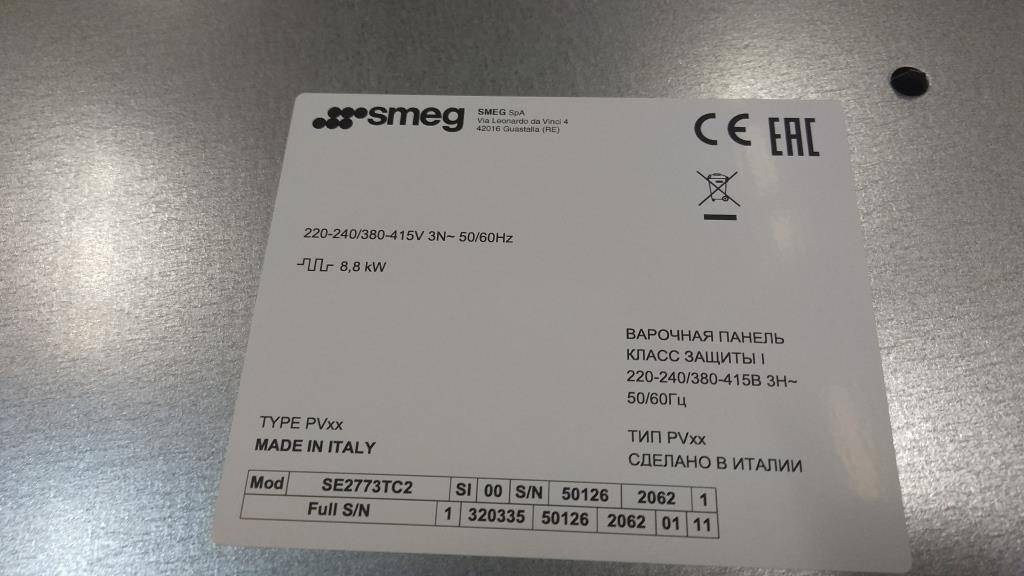 smeg
SMEG SpA
Via Leonardo da Vinci 4
42016 Guastalla (RE)
CE EAC
220-240/380-415V 3N~ 50/60Hz
8,8 kW
ВАРОЧНАЯ ПАНЕЛЬ
КЛАСС ЗАЩИТЫ I
220-240/380-415В 3Н~
50/60Гц
TYPE PVxx
MADE IN ITALY
ТИП PVxx
СДЕЛАНО В ИТАЛИИ
Mod SE2773TC2 SI 00 S/N 50126 2062 1
Full S/N 1 320335 50126 2062 01 11